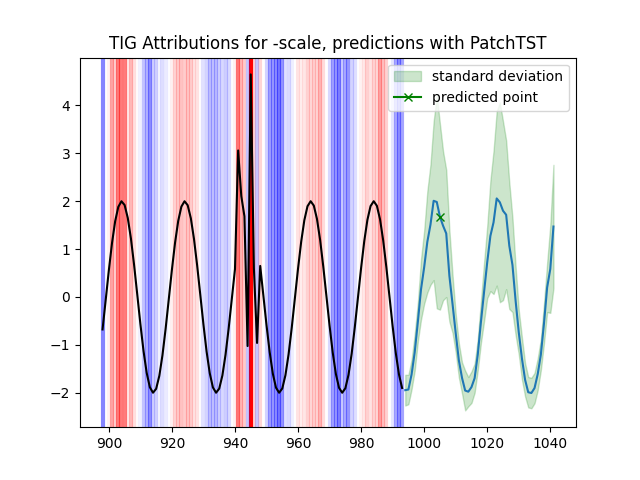 TIG Attributions for -scale, predictions with PatchTST
standard deviation
predicted point
4
3
2
1
0
−1
−2
900 920 940 960 980 1000 1020 1040